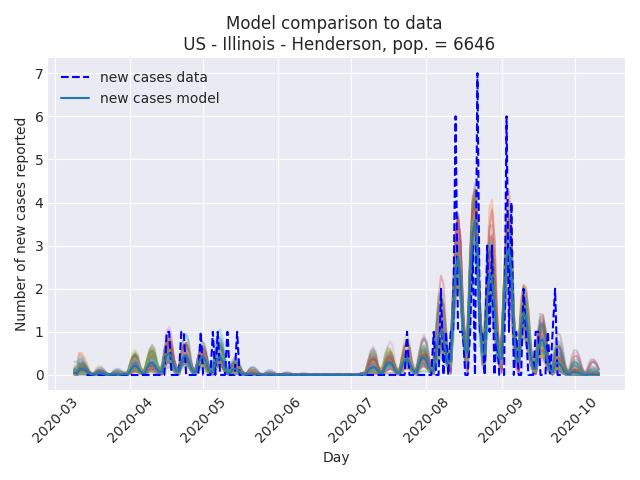 Model comparison to data
US - Illinois - Henderson, pop. = 6646
new cases data
new cases model
Number of new cases reported
7
6
5
4
3
2
1
0
2020-03
2020-04
2020-05
2020-06
2020-07
2020-08
2020-09
2020-10
Day